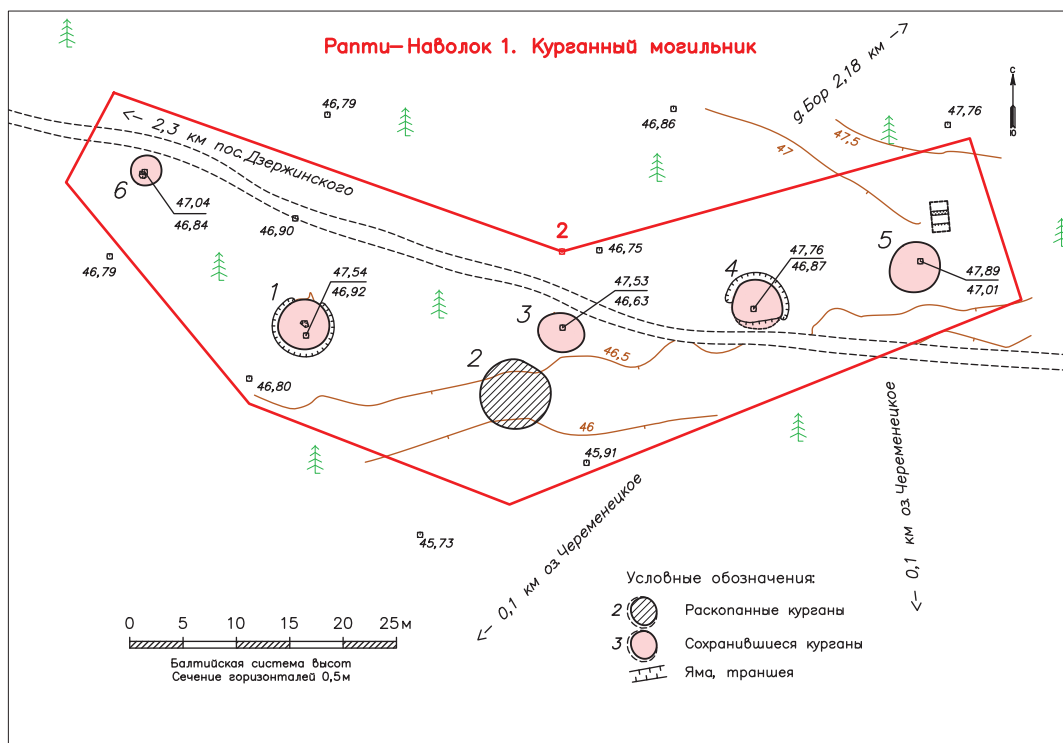 Рапти-Наволок 1. Курганный могильник
д.Бор 2,18 км ->
С
Ю
<- 2,3 км пос.Дзержинского
46,79
46,86
47,76
47,5
47
6
47,04
46,84
46,90
46,79
2
46,75
1
47,54
46,92
3
47,53
46,63
4
47,76
46,87
5
47,89
47,01
46,5
2
46,80
46
45,91
45,73
<- 0,1 км оз.Череменецкое
<- 0,1 км оз.Череменецкое
0 5 10 15 20 25 м
Балтийская система высот
Сечение горизонталей 0,5м
Условные обозначения:
2 Раскопанные курганы
3 Сохранившиеся курганы
Яма, траншея